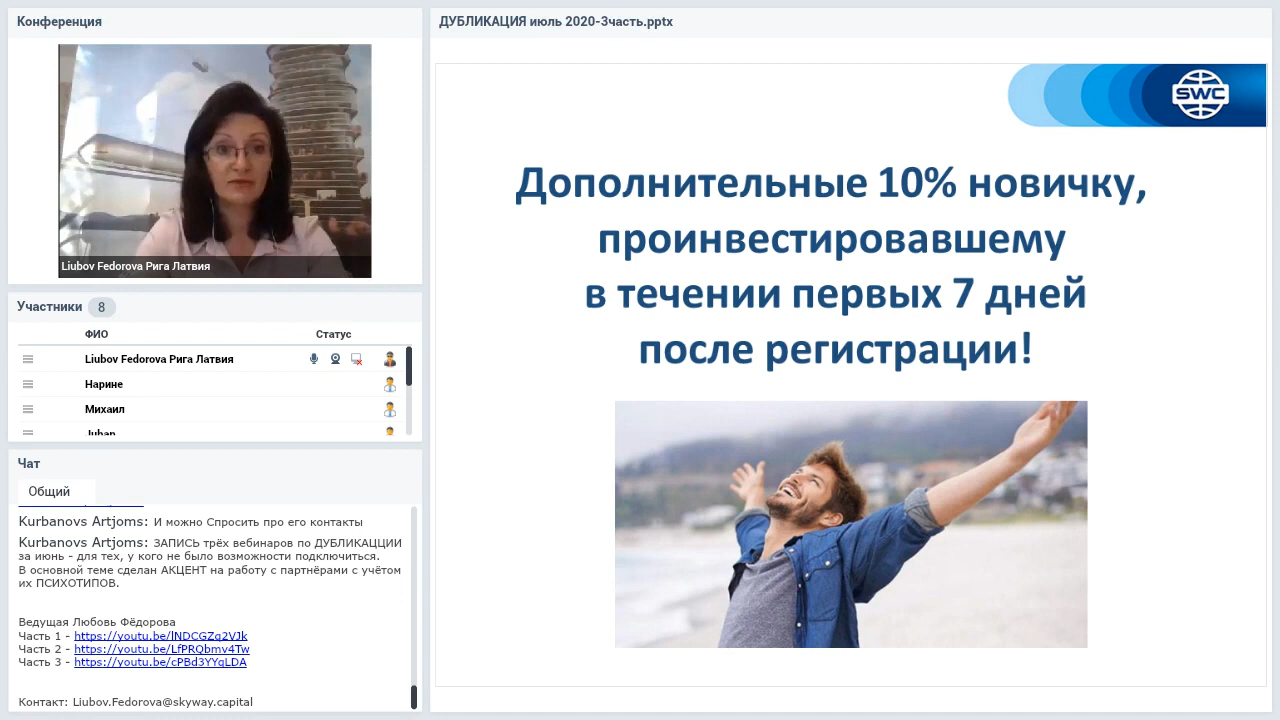 Конференция
Liubov Fedorova Рига Латвия
Участники 8
ФИО Статус
Liubov Fedorova Рига Латвия
Нарине
Михаил
Чат
Общий
Kurbanovs Artjoms: И можно Спросить про его контакты
Kurbanovs Artjoms: ЗАПИСЬ трёх вебинаров по ДУБЛИКАЦЦИИ
за июнь - для тех, у кого не было возможности подключиться.
В основной теме сделан АКЦЕНТ на работу с партнёрами с учётом
их ПСИХОТИПОВ.
Ведущая Любовь Фёдорова
Часть 1 - https://youtu.be/lNDCGZq2VJk
Часть 2 - https://youtu.be/LfPRQbmv4Tw
Часть 3 - https://youtu.be/cPBd3YYqLDA
Контакт: Liubov.Fedorova@skyway.capital
ДУБЛИКАЦИЯ июль 2020-3часть.pptx
SWC
Дополнительные 10% новичку,
проинвестировавшему
в течении первых 7 дней
после регистрации!